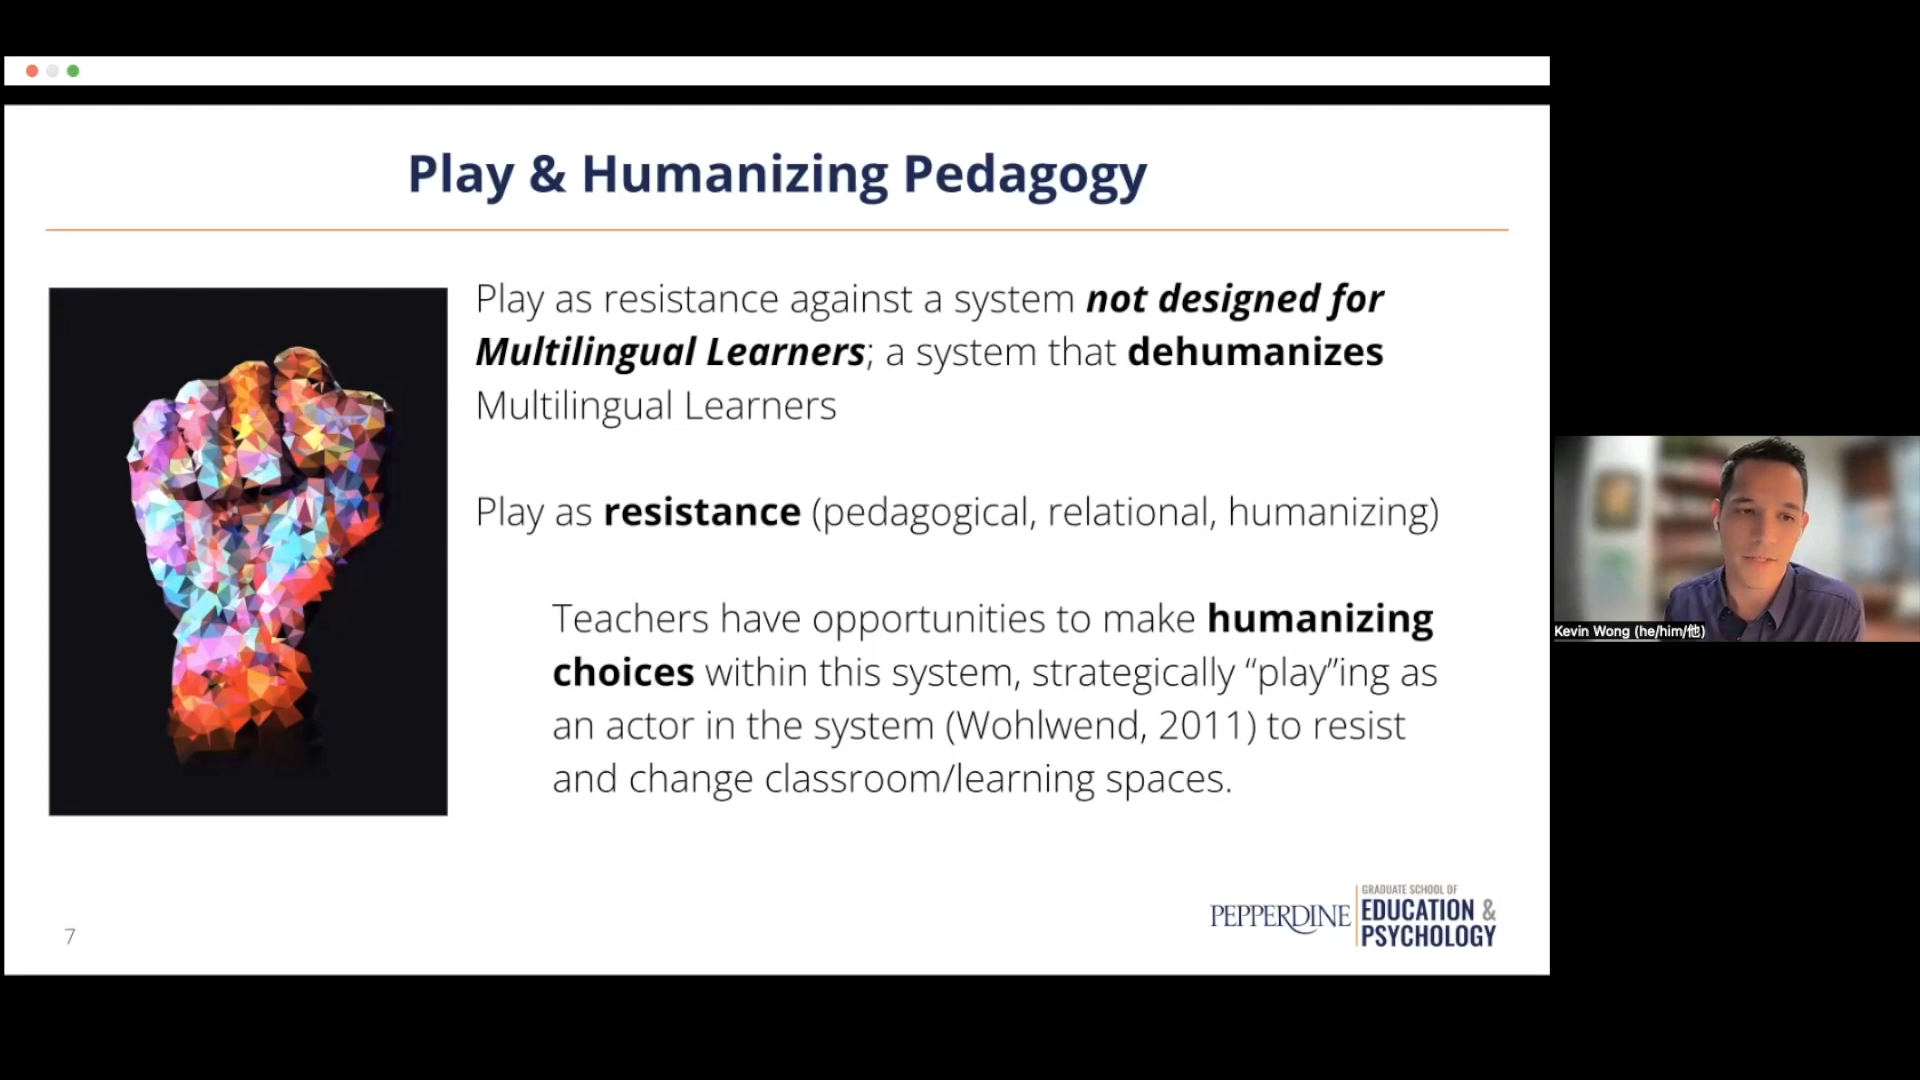 Play & Humanizing Pedagogy
Play as resistance against a system not designed for
Multilingual Learners; a system that dehumanizes
Multilingual Learners
Play as resistance (pedagogical, relational, humanizing)
Teachers have opportunities to make humanizing
choices within this system, strategically “play”ing as
an actor in the system (Wohlwend, 2011) to resist
and change classroom/learning spaces.
7
PEPPERDINE
GRADUATE SCHOOL OF
EDUCATION &
PSYCHOLOGY
Kevin Wong (he/him/他)